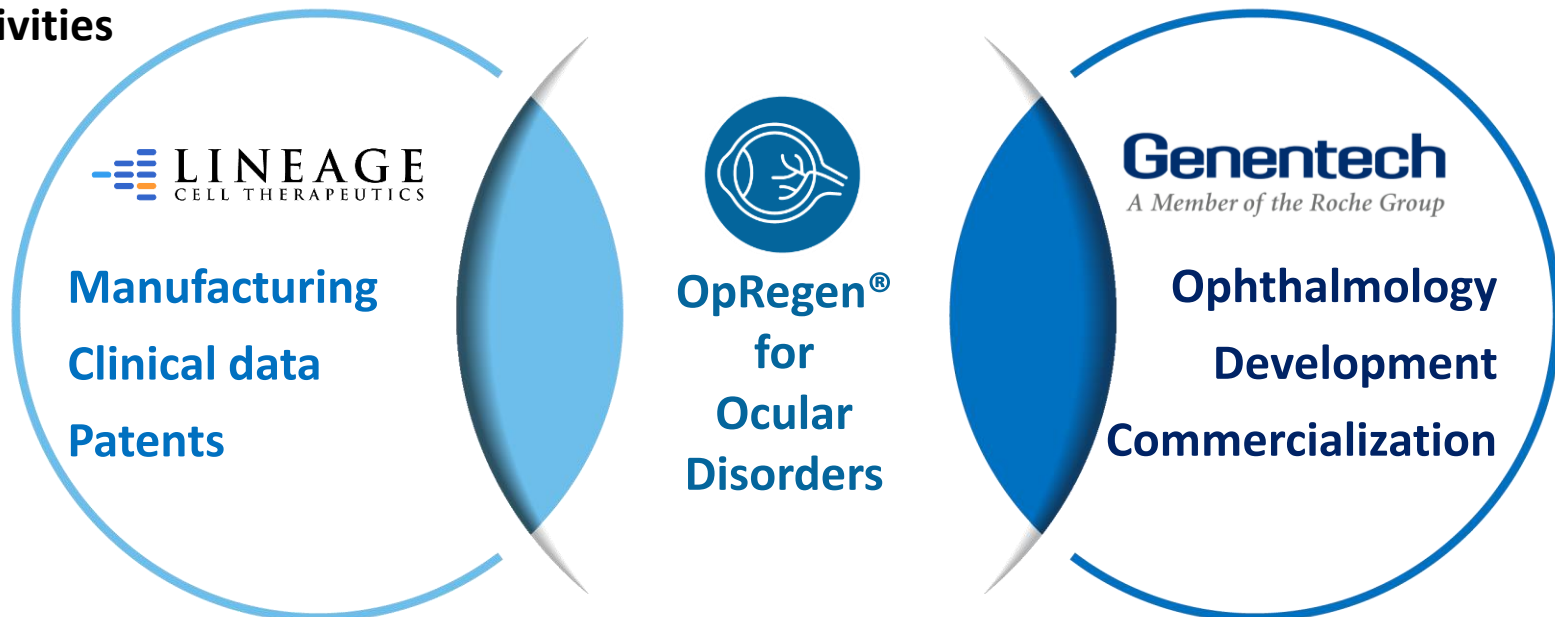 ivities
LINEAGE
CELL THERAPEUTICS
Manufacturing
Clinical data
Patents
OpRegen®
for
Ocular
Disorders
Genentech
A Member of the Roche Group
Ophthalmology
Development
Commercialization